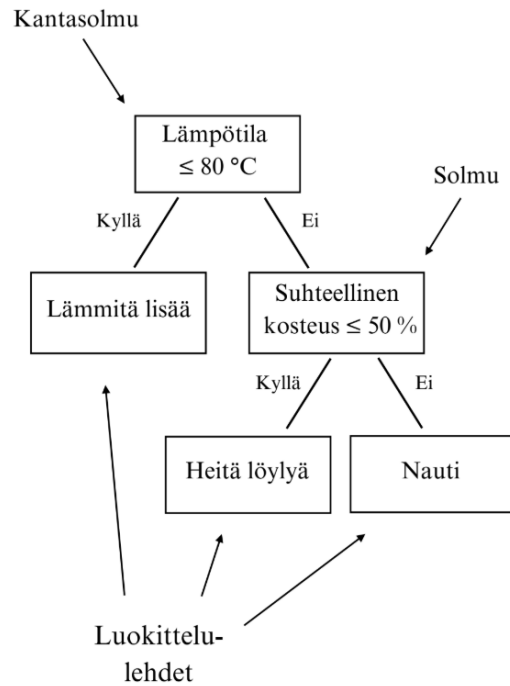 Kantasolmu
Lämpötila
≤ 80 °C
Solmu
Kyllä
Ei
Lämmitä lisää
Suhteellinen
kosteus ≤ 50 %
Kyllä
Ei
Heitä löylyä
Nauti
Luokittelu-
lehdet